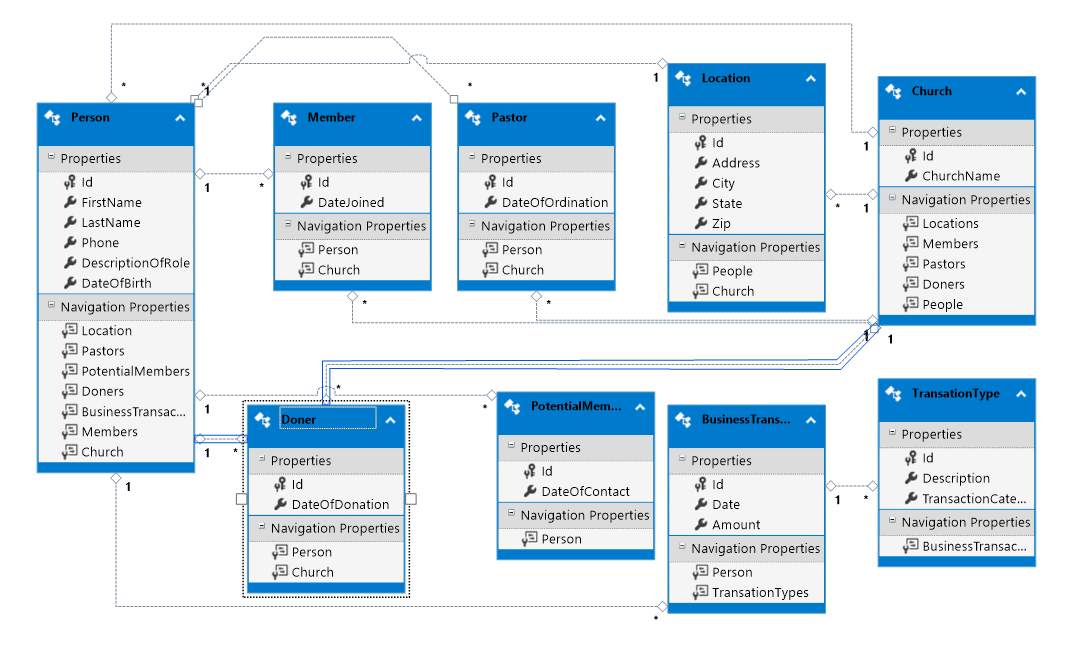 Person
Properties
Id
FirstName
LastName
Phone
DescriptionOfRole
DateOfBirth
Navigation Properties
Location
Pastors
PotentialMembers
Doners
BusinessTransac...
Members
Church
Member
Properties
Id
DateJoined
Navigation Properties
Person
Church
Pastor
Properties
Id
DateOfOrdination
Navigation Properties
Person
Church
Location
Properties
Id
Address
City
State
Zip
Navigation Properties
People
Church
Church
Properties
Id
ChurchName
Navigation Properties
Locations
Members
Pastors
Doners
People
Doner
Properties
Id
DateOfDonation
Navigation Properties
Person
Church
PotentialMem...
Properties
Id
DateOfContact
Navigation Properties
Person
BusinessTrans...
Properties
Id
Date
Amount
Navigation Properties
Person
TransationTypes
TransationType
Properties
Id
Description
TransactionCate...
Navigation Properties
BusinessTransac...
*
*
1
*
1
1
1
*
*
1
*
*
1
1
*
1
*
1
*
1
*
1
*